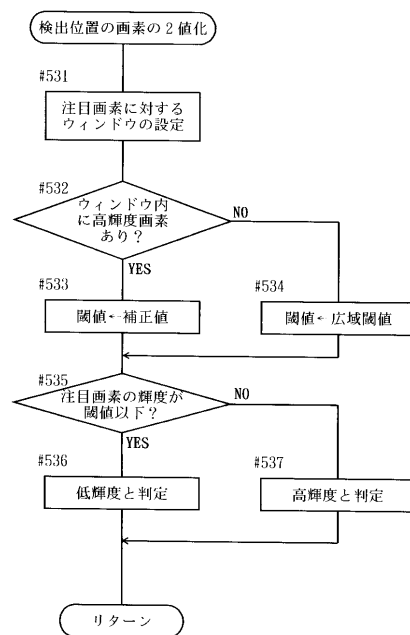 検出位置の画素の2値化
#531
注目画素に対する
ウィンドウの設定
#532
ウィンドウ内
に高輝度画素
あり？
NO
YES
#533
閾値←補正値
#534
閾値←広域閾値
#535
注目画素の輝度が
閾値以下？
NO
YES
#536
低輝度と判定
#537
高輝度と判定
リターン